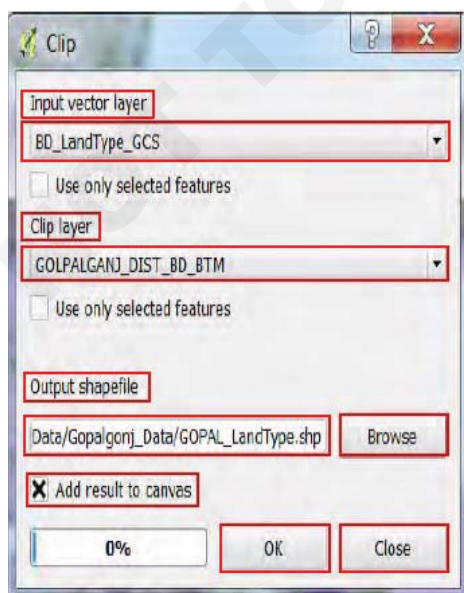 Clip
Input vector layer
BD_LandType_GCS
Use only selected features
Clip layer
GOLPALGANJ_DIST_BD_BTM
Use only selected features
Output shapefile
Data/Gopalgonj_Data/GOPAL_LandType.shp Browse
Add result to canvas
0% OK Close